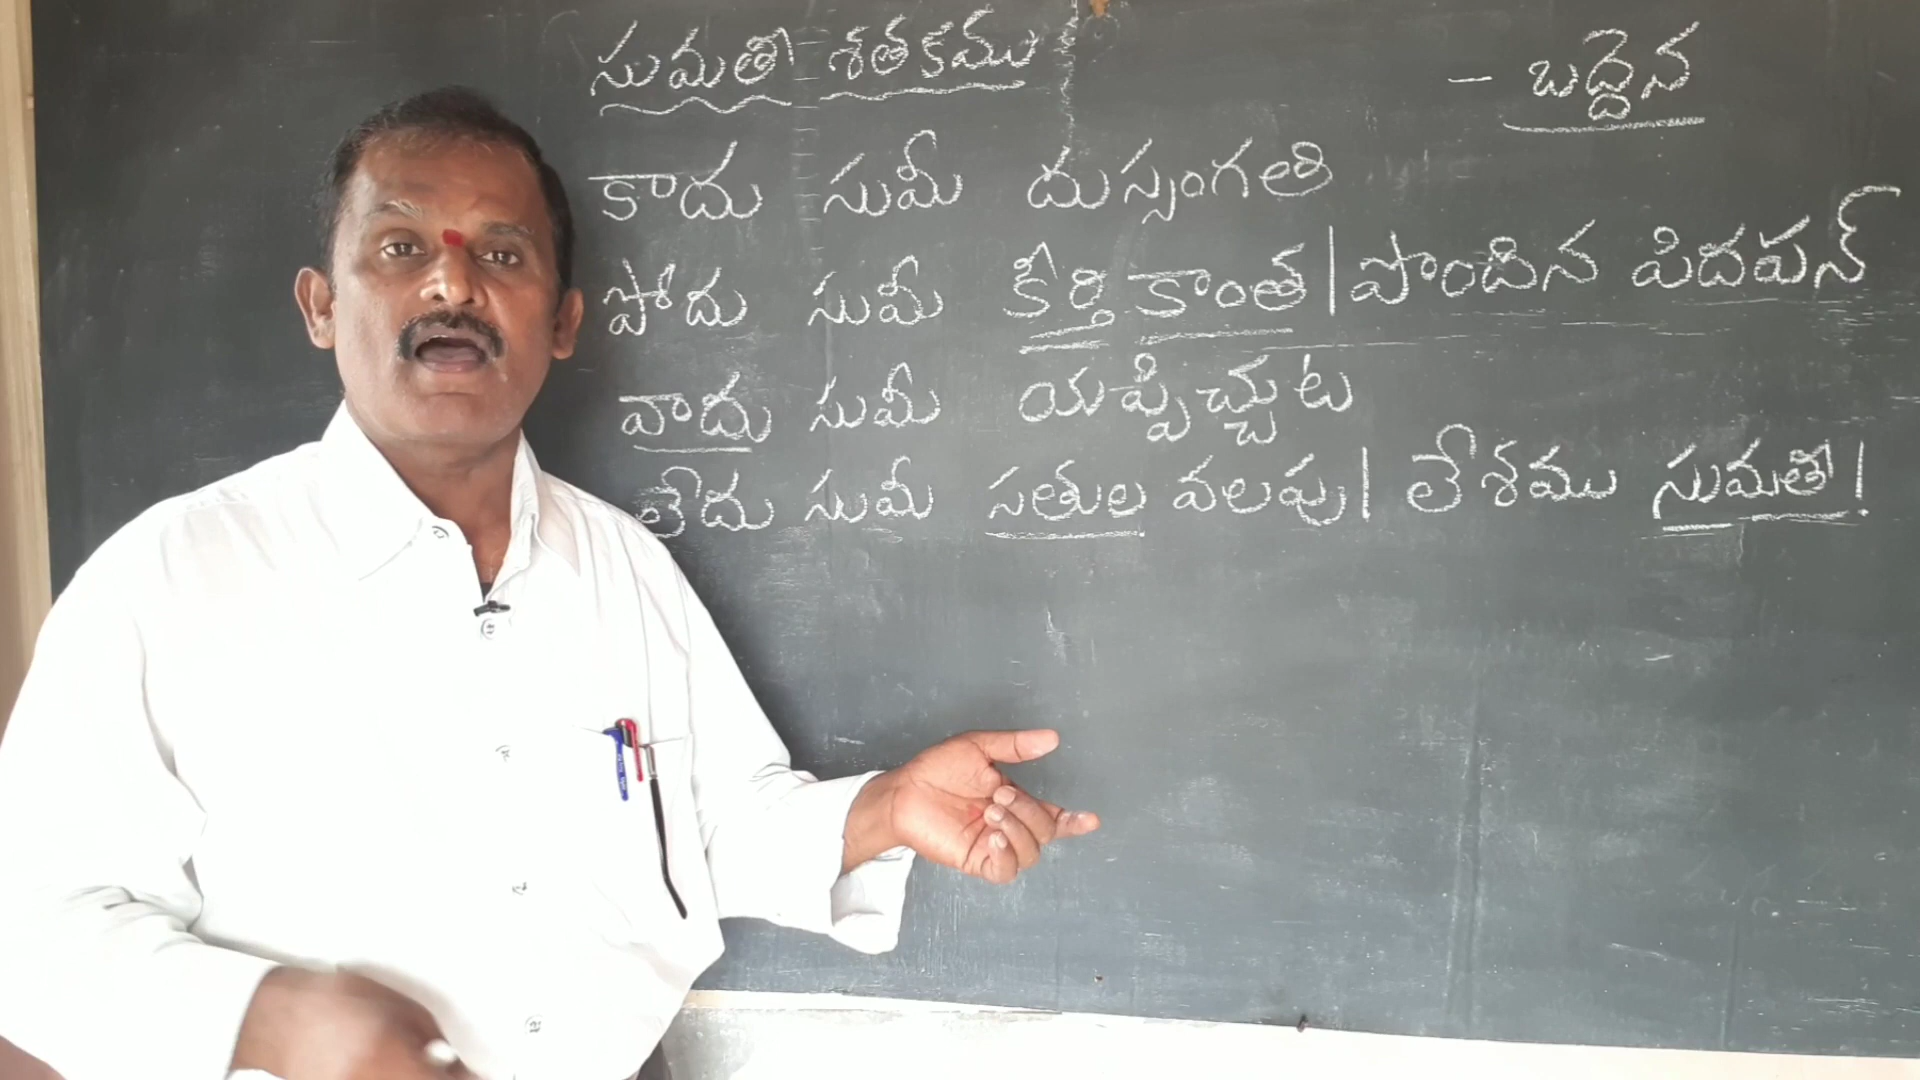 సుమతీ శతకము - బద్దెన
కాదు సుమీ దుస్సంగతి
పోదు సుమీ కీర్తి కాంత | పొందిన పిదపన్
వాదు సుమీ యప్పిచ్చుట
లేదు సుమీ సతుల వలపు | లేశము సుమతీ |